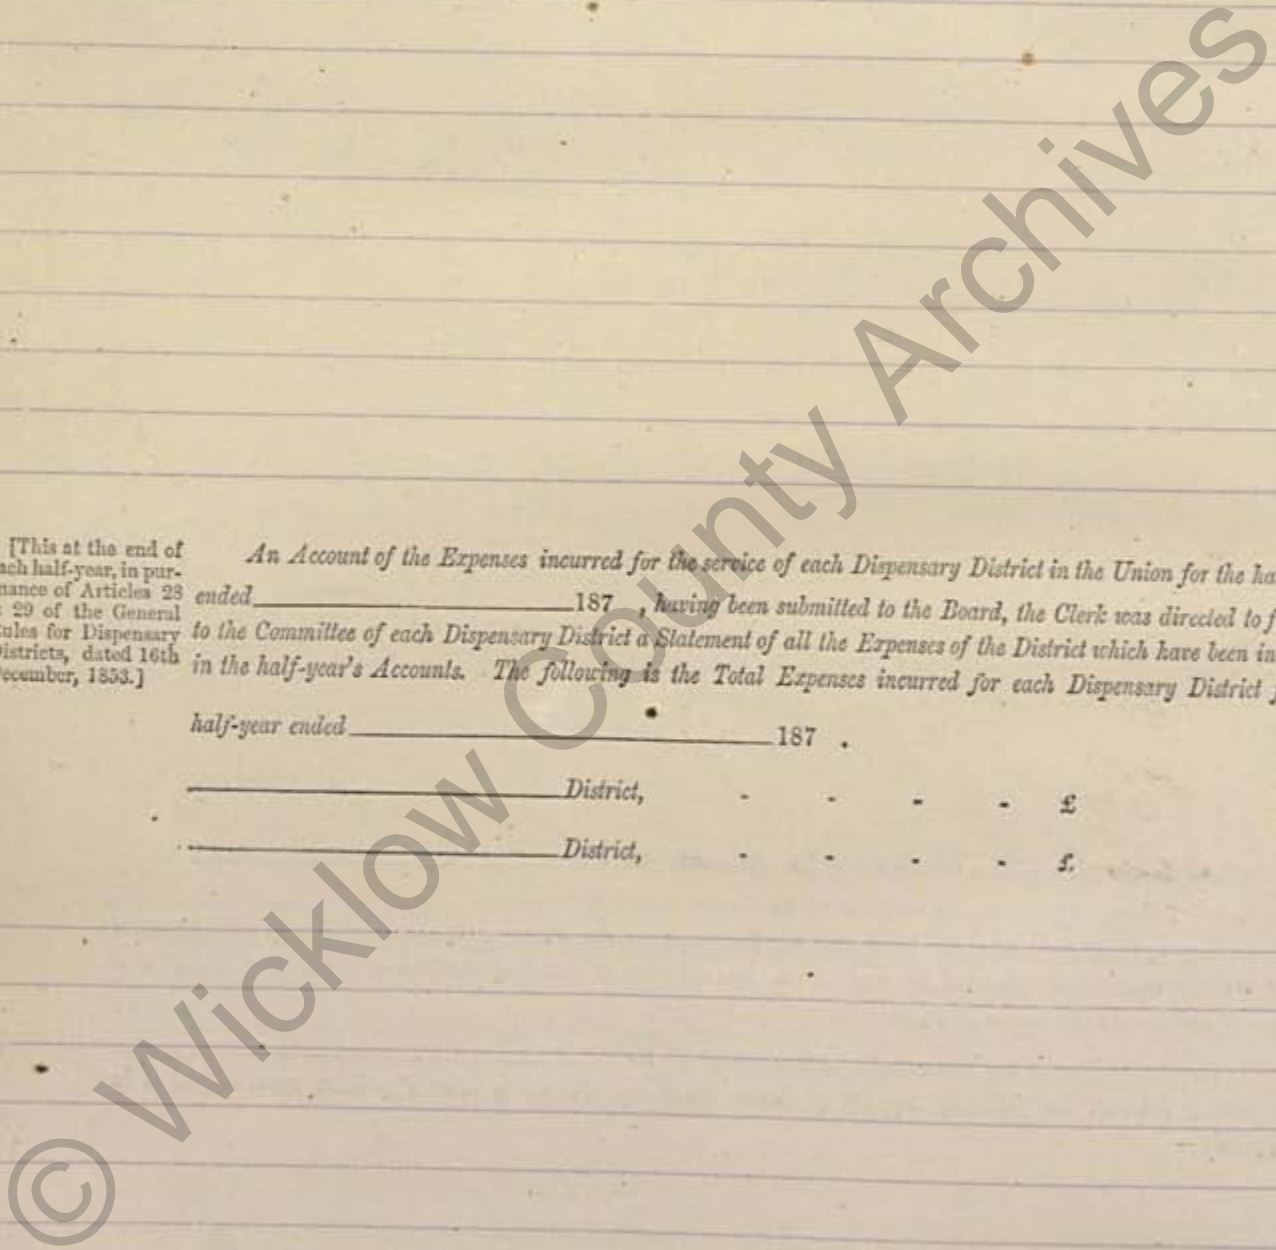 [This at the end of
ach half-year, in pur-
nance of Articles 28
29 of the General
ules for Dispensary
istricts, dated 16th
ecember, 1853.]
An Account of the Expenses incurred for the service of each Dispensary District in the Union for the ha
ended 187 , having been submitted to the Board, the Clerk was directed to f
to the Committee of each Dispensary District a Statement of all the Expenses of the District which have been in
in the half-year's Accounts. The following is the Total Expenses incurred for each Dispensary District
half-year ended 187 .
District, - - - - £
District, - - - - £
© Wicklow County Archives